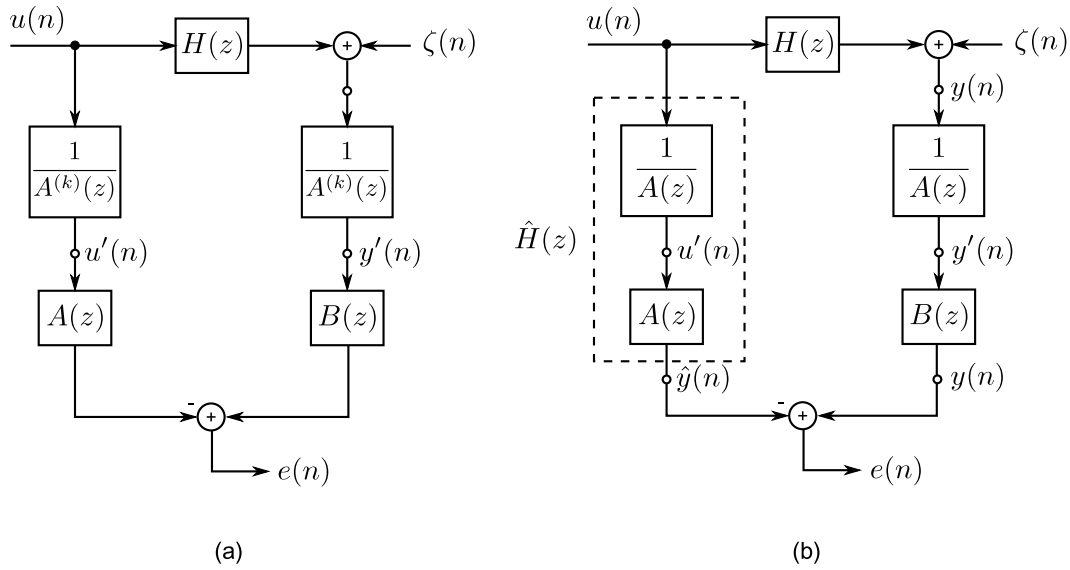 u(n)
H(z)
+
ζ(n)
1
A^{(k)}(z)
1
A^{(k)}(z)
u′(n)
y′(n)
A(z)
B(z)
-
+
e(n)
(a)
u(n)
H(z)
+
ζ(n)
y(n)
1
A(z)
1
A(z)
Ĥ(z)
u′(n)
y′(n)
A(z)
B(z)
ŷ(n)
y(n)
-
+
e(n)
(b)